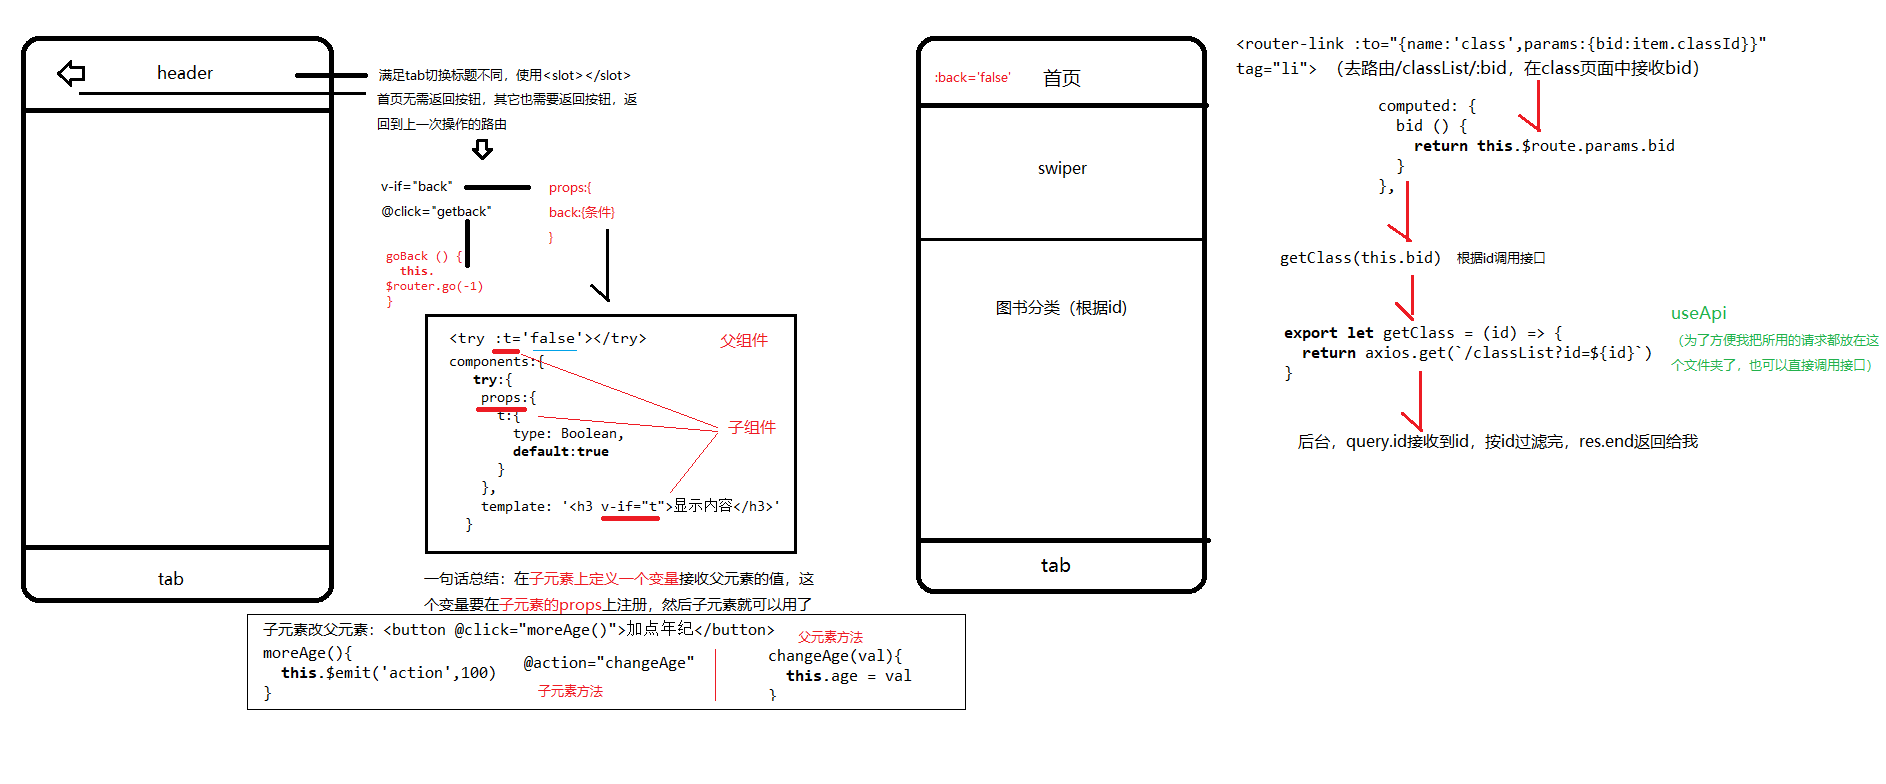 header
满足tab切换标题不同，使用<slot></slot>
首页无需返回按钮，其它也需要返回按钮，返
回到上一次操作的路由
v-if="back"
@click="getback"
props:{
back:{条件}
}
goBack () {
this.
$router.go(-1)
}
<try :t='false'></try>
父组件
components:{
try:{
props:{
t:{
type: Boolean,
default:true
}
},
template: '<h3 v-if="t">显示内容</h3>'
}
子组件
tab
一句话总结：在子元素上定义一个变量接收父元素的值，这
个变量要在子元素的props上注册，然后子元素就可以用了
子元素改父元素：<button @click="moreAge()">加点年纪</button>
moreAge(){
this.$emit('action',100)
}
@action="changeAge"
子元素方法
父元素方法
changeAge(val){
this.age = val
}
:back='false'
首页
swiper
图书分类（根据id)
tab
<router-link :to="{name:'class',params:{bid:item.classId}}"
tag="li"> （去路由/classList/:bid，在class页面中接收bid）
computed: {
bid () {
return this.$route.params.bid
}
},
getClass(this.bid) 根据id调用接口
export let getClass = (id) => {
return axios.get(`/classList?id=${id}`)
}
useApi
（为了方便我把所用的请求都放在这
个文件夹了，也可以直接调用接口）
后台，query.id接收到id，按id过滤完，res.end返回给我